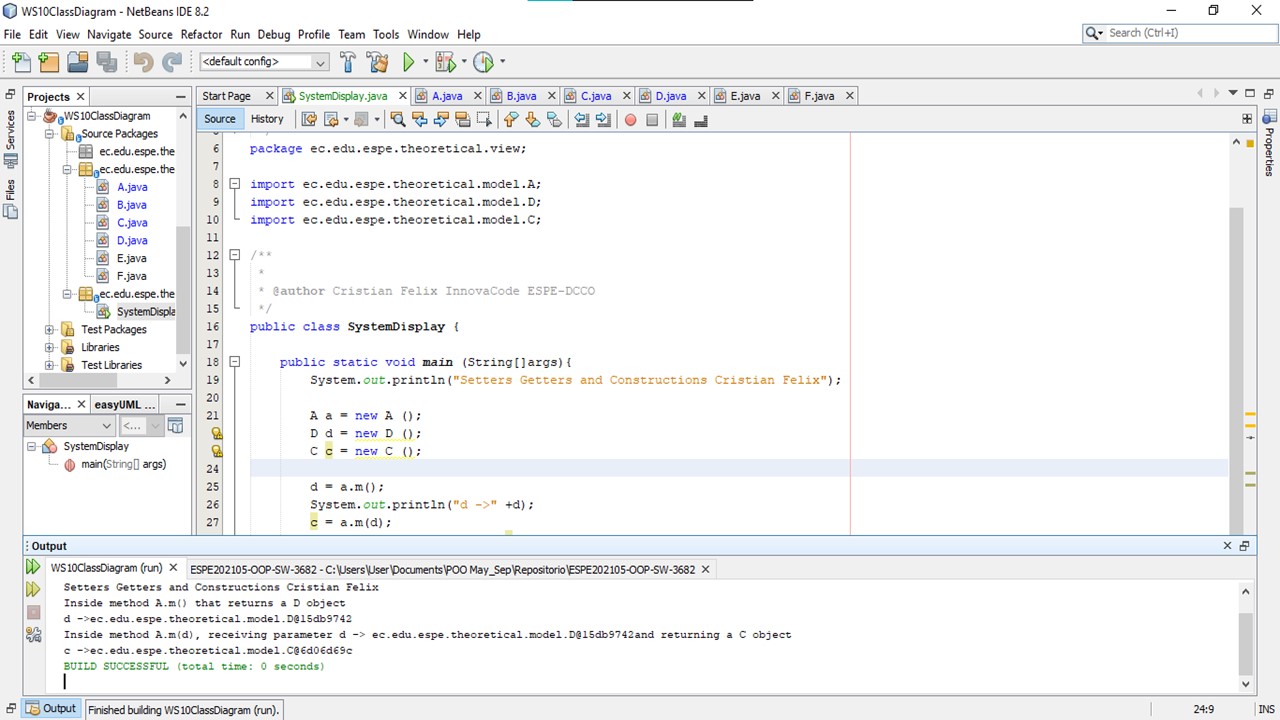 WS10ClassDiagram - NetBeans IDE 8.2
File Edit View Navigate Source Refactor Run Debug Profile Team Tools Window Help
Search (Ctrl+I)
<default config>
Services
Files
Projects
WS10ClassDiagram
Source Packages
ec.edu.espe.the
ec.edu.espe.the
A.java
B.java
C.java
D.java
E.java
F.java
ec.edu.espe.the
SystemDispla
Test Packages
Libraries
Test Libraries
Naviga... easyUML ...
Members <...
SystemDisplay
main(String[] args)
Start Page SystemDisplay.java A.java B.java C.java D.java E.java F.java
Source History
6 package ec.edu.espe.theoretical.view;
7
8 import ec.edu.espe.theoretical.model.A;
9 import ec.edu.espe.theoretical.model.D;
10 import ec.edu.espe.theoretical.model.C;
11
12 /**
13 *
14 * @author Cristian Felix InnovaCode ESPE-DCCO
15 */
16 public class SystemDisplay {
17
18 public static void main (String[]args){
19 System.out.println("Setters Getters and Constructions Cristian Felix");
20
21 A a = new A ();
D d = new D ();
C c = new C ();
24
25 d = a.m();
26 System.out.println("d ->" +d);
27 c = a.m(d);
Properties
Output
WS10ClassDiagram (run) ESPE202105-OOP-SW-3682 - C:\Users\User\Documents\POO May_Sep\Repositorio\ESPE202105-OOP-SW-3682
Setters Getters and Constructions Cristian Felix
Inside method A.m() that returns a D object
d ->ec.edu.espe.theoretical.model.D@15db9742
Inside method A.m(d), receiving parameter d -> ec.edu.espe.theoretical.model.D@15db9742and returning a C object
c ->ec.edu.espe.theoretical.model.C@6d06d69c
BUILD SUCCESSFUL (total time: 0 seconds)
Output Finished building WS10ClassDiagram (run). 24:9 INS